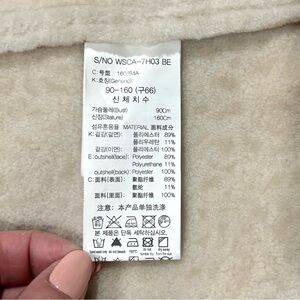 S/NO WSCA-7H03 BE
C:号型 160/84A
K:호칭(Generic)
90-160 (구66)
신 체 치 수
가슴둘레(Bust) 90Cm
신장(Stature) 160Cm
섬유혼용율 MATERIAL 面料成分
K: 겉감(겉면): 폴리에스터 89%
폴리우레탄 11%
겉감(이면): 폴리에스터 100%
E:outshell(face): Polyester 89%
Polyurethane 11%
outshell(back): Polyester 100%
C:面料(表面): 聚酯纤维 89%
氨纶 11%
面料(里面): 聚酯纤维 100%
注意：本产品单独洗涤